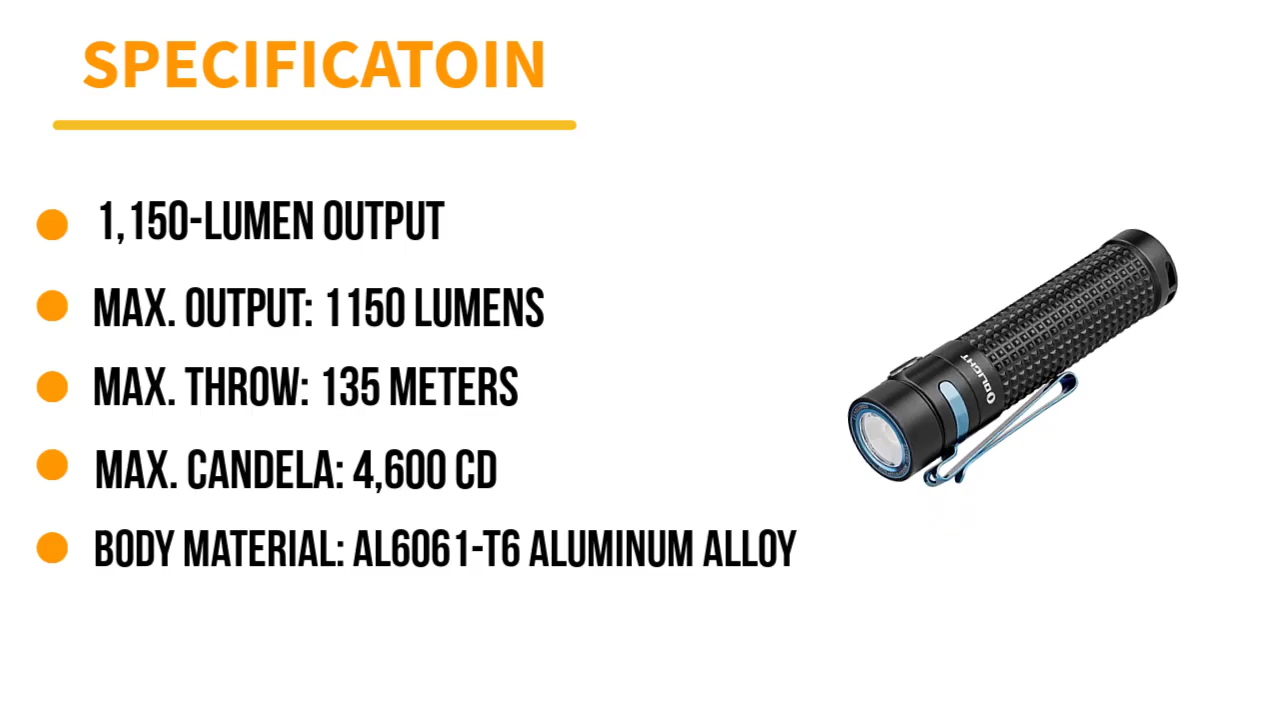 SPECIFICATOIN
1,150-LUMEN OUTPUT
MAX. OUTPUT: 1150 LUMENS
MAX. THROW: 135 METERS
MAX. CANDELA: 4,600 CD
BODY MATERIAL: AL6061-T6 ALUMINUM ALLOY
OLIGHT